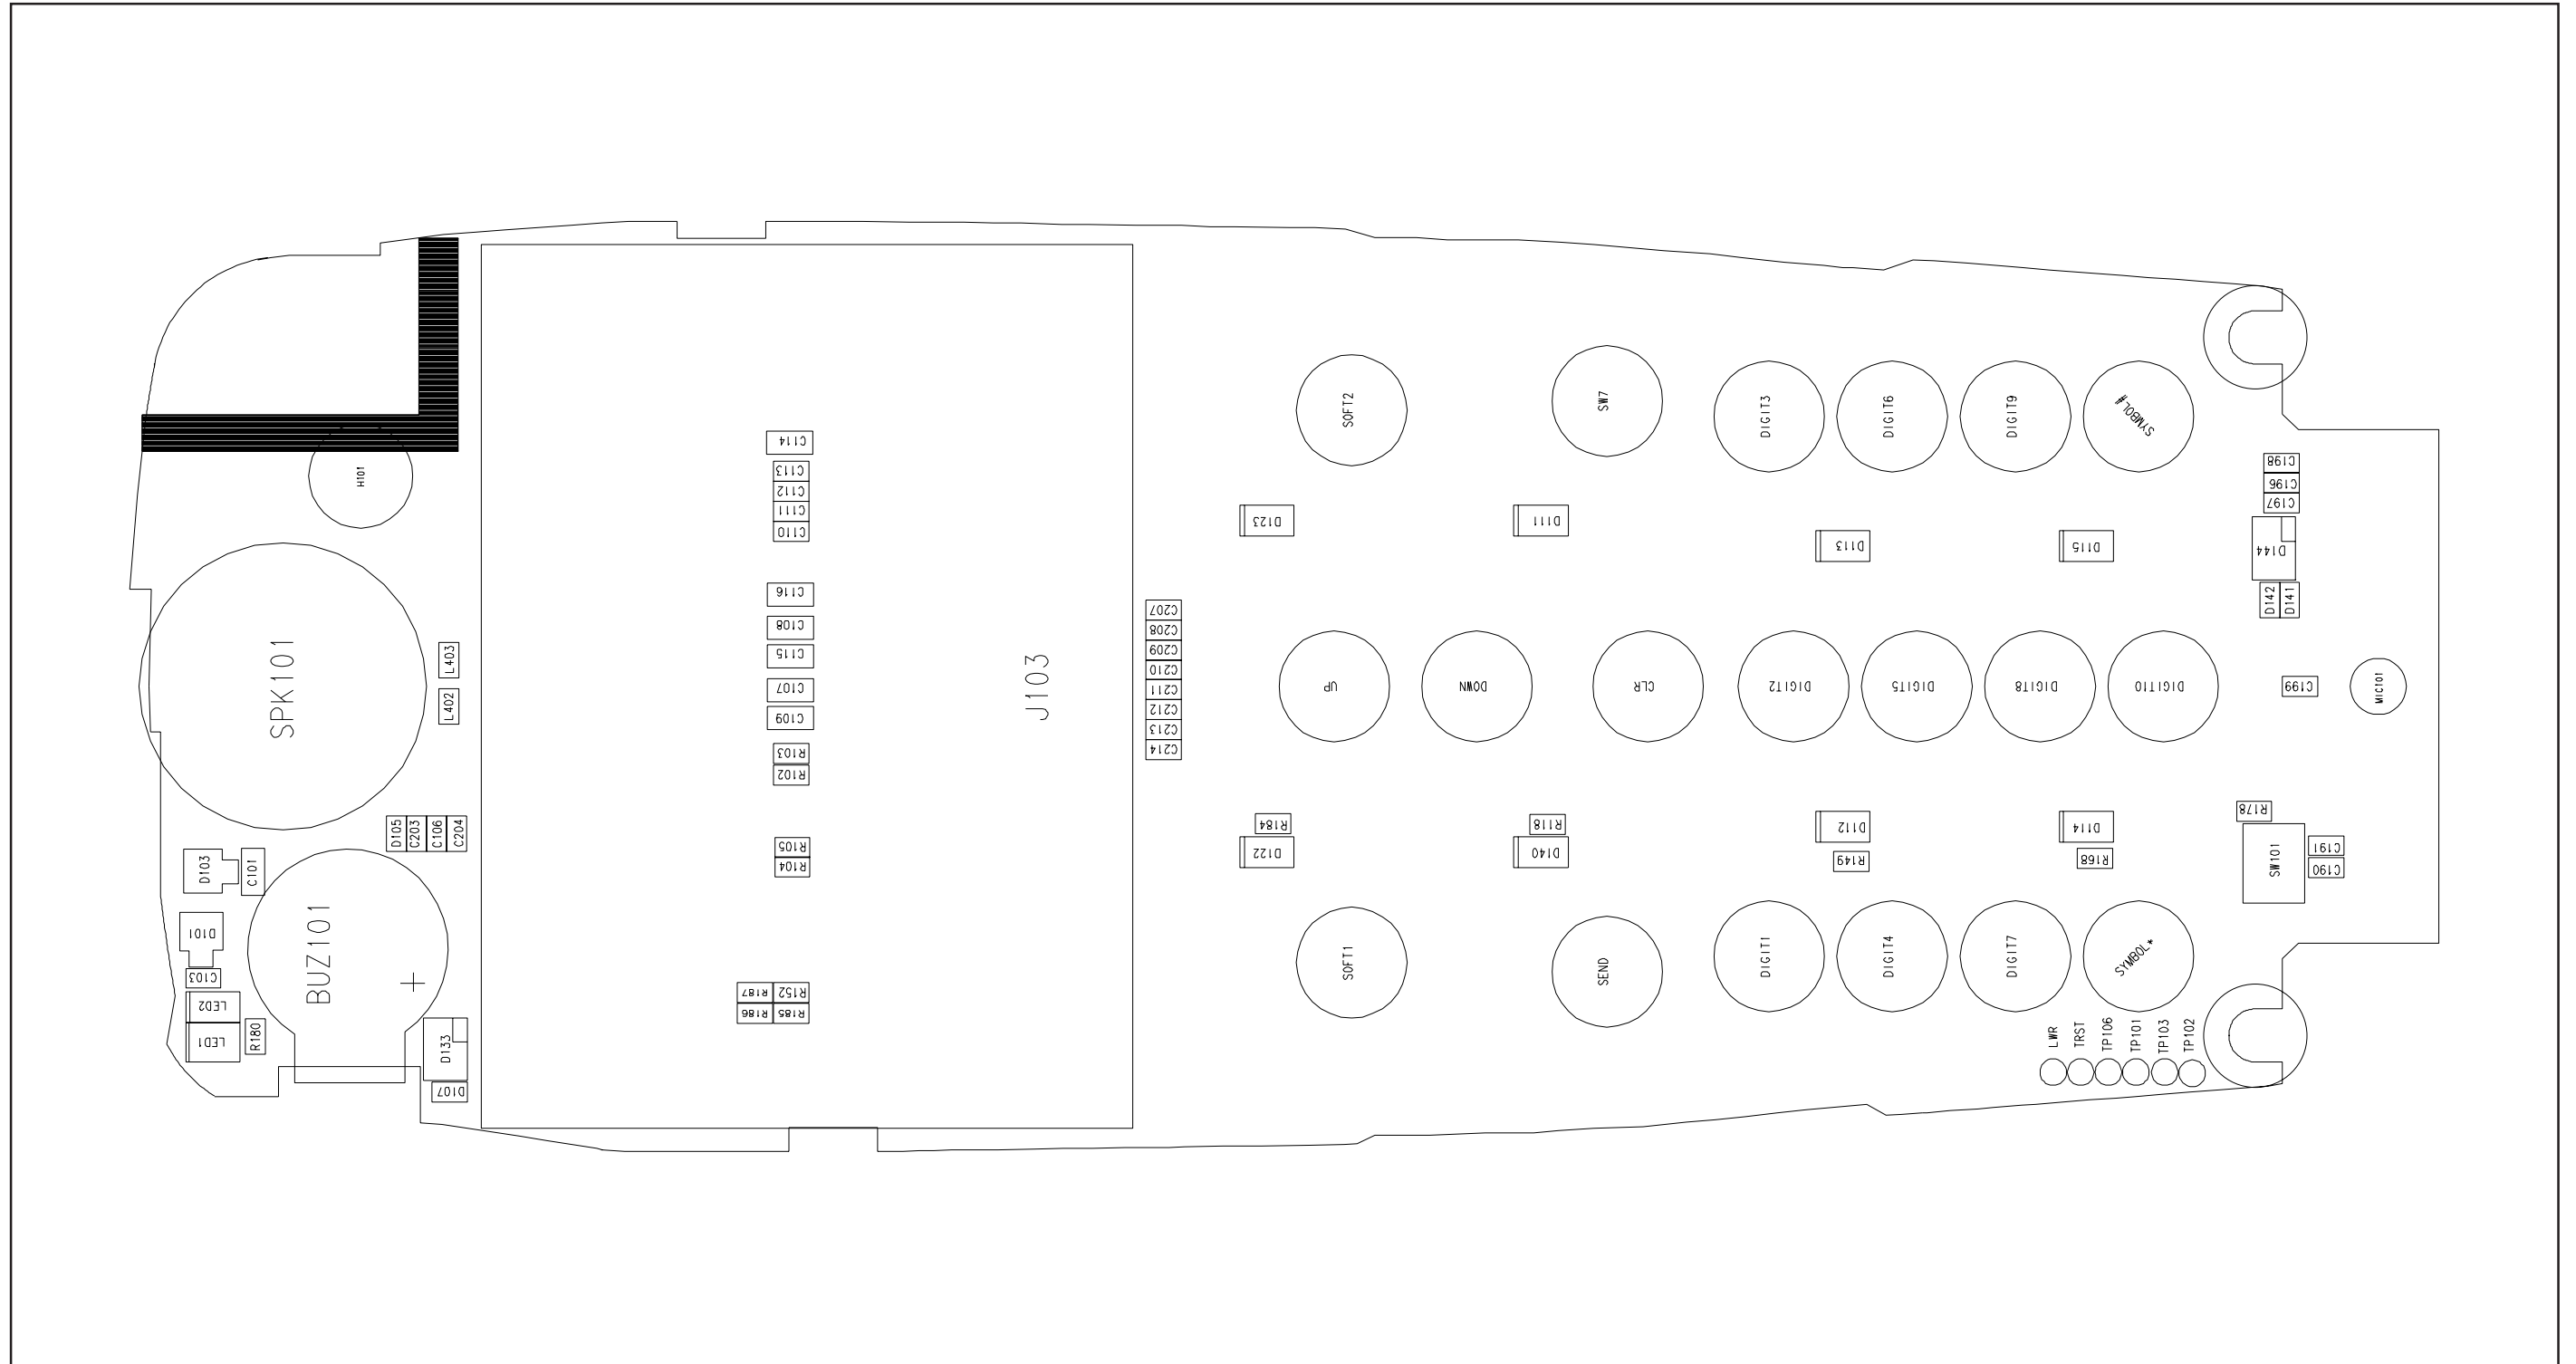 H101
SPK101
L403
L402
D105
C203
C106
C204
D103
C101
D101
C103
LED2
LED1
R180
BUZ101
+
D133
D107
C114
C113
C112
C111
C110
C116
C108
C115
C107
C109
R103
R102
R105
R104
R187
R152
R186
R185
J103
C207
C208
C209
C210
C211
C212
C213
C214
SOFT2
SW7
DIGIT3
DIGIT6
DIGIT9
SYMBOL#
D123
D111
D113
D115
UP
DOWN
CLR
DIGIT2
DIGIT5
DIGIT8
DIGIT10
R184
D122
R118
D140
D112
R149
D114
R168
SOFT1
SEND
DIGIT1
DIGIT4
DIGIT7
SYMBOL*
LWR
TRST
TP106
TP101
TP103
TP102
C198
C196
C197
D144
D142
D141
C199
MIC101
R178
SW101
C191
C190